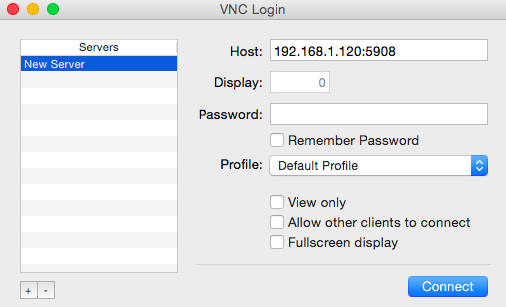 VNC Login
Servers
New Server
Host: 192.168.1.120:5908
Display: 0
Password:
Remember Password
Profile: Default Profile
View only
Allow other clients to connect
Fullscreen display
+ -
Connect